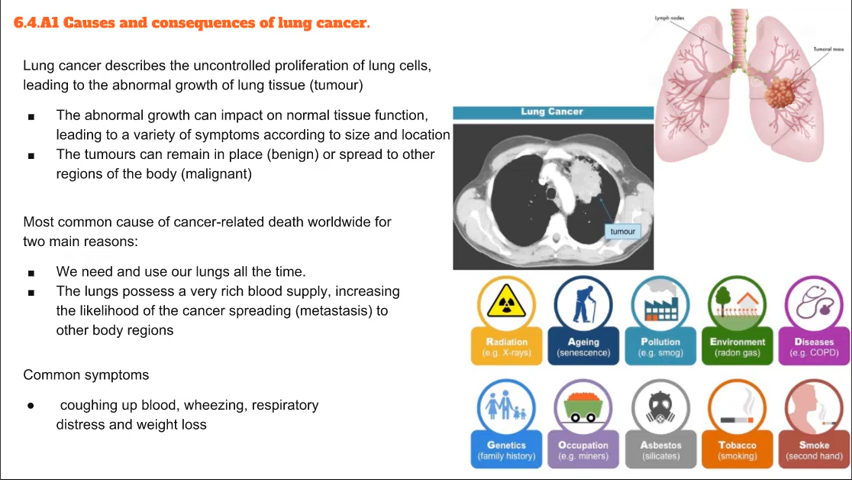 6.4.A1 Causes and consequences of lung cancer.
Lung cancer describes the uncontrolled proliferation of lung cells,
leading to the abnormal growth of lung tissue (tumour)
■ The abnormal growth can impact on normal tissue function,
leading to a variety of symptoms according to size and location
■ The tumours can remain in place (benign) or spread to other
regions of the body (malignant)
Most common cause of cancer-related death worldwide for
two main reasons:
■ We need and use our lungs all the time.
■ The lungs possess a very rich blood supply, increasing
the likelihood of the cancer spreading (metastasis) to
other body regions
Common symptoms
● coughing up blood, wheezing, respiratory
distress and weight loss
Lung Cancer
tumour
Lymph nodes
Tumoral mass
Radiation
(e.g. X-rays)
Ageing
(senescence)
Pollution
(e.g. smog)
Environment
(radon gas)
Diseases
(e.g. COPD)
Genetics
(family history)
Occupation
(e.g. miners)
Asbestos
(silicates)
Tobacco
(smoking)
Smoke
(second hand)